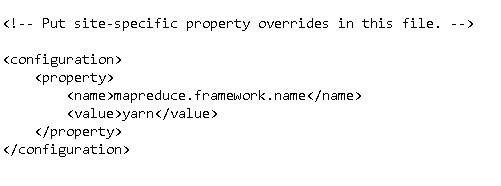 <!-- Put site-specific property overrides in this file. -->
<configuration>
    <property>
        <name>mapreduce.framework.name</name>
        <value>yarn</value>
    </property>
</configuration>